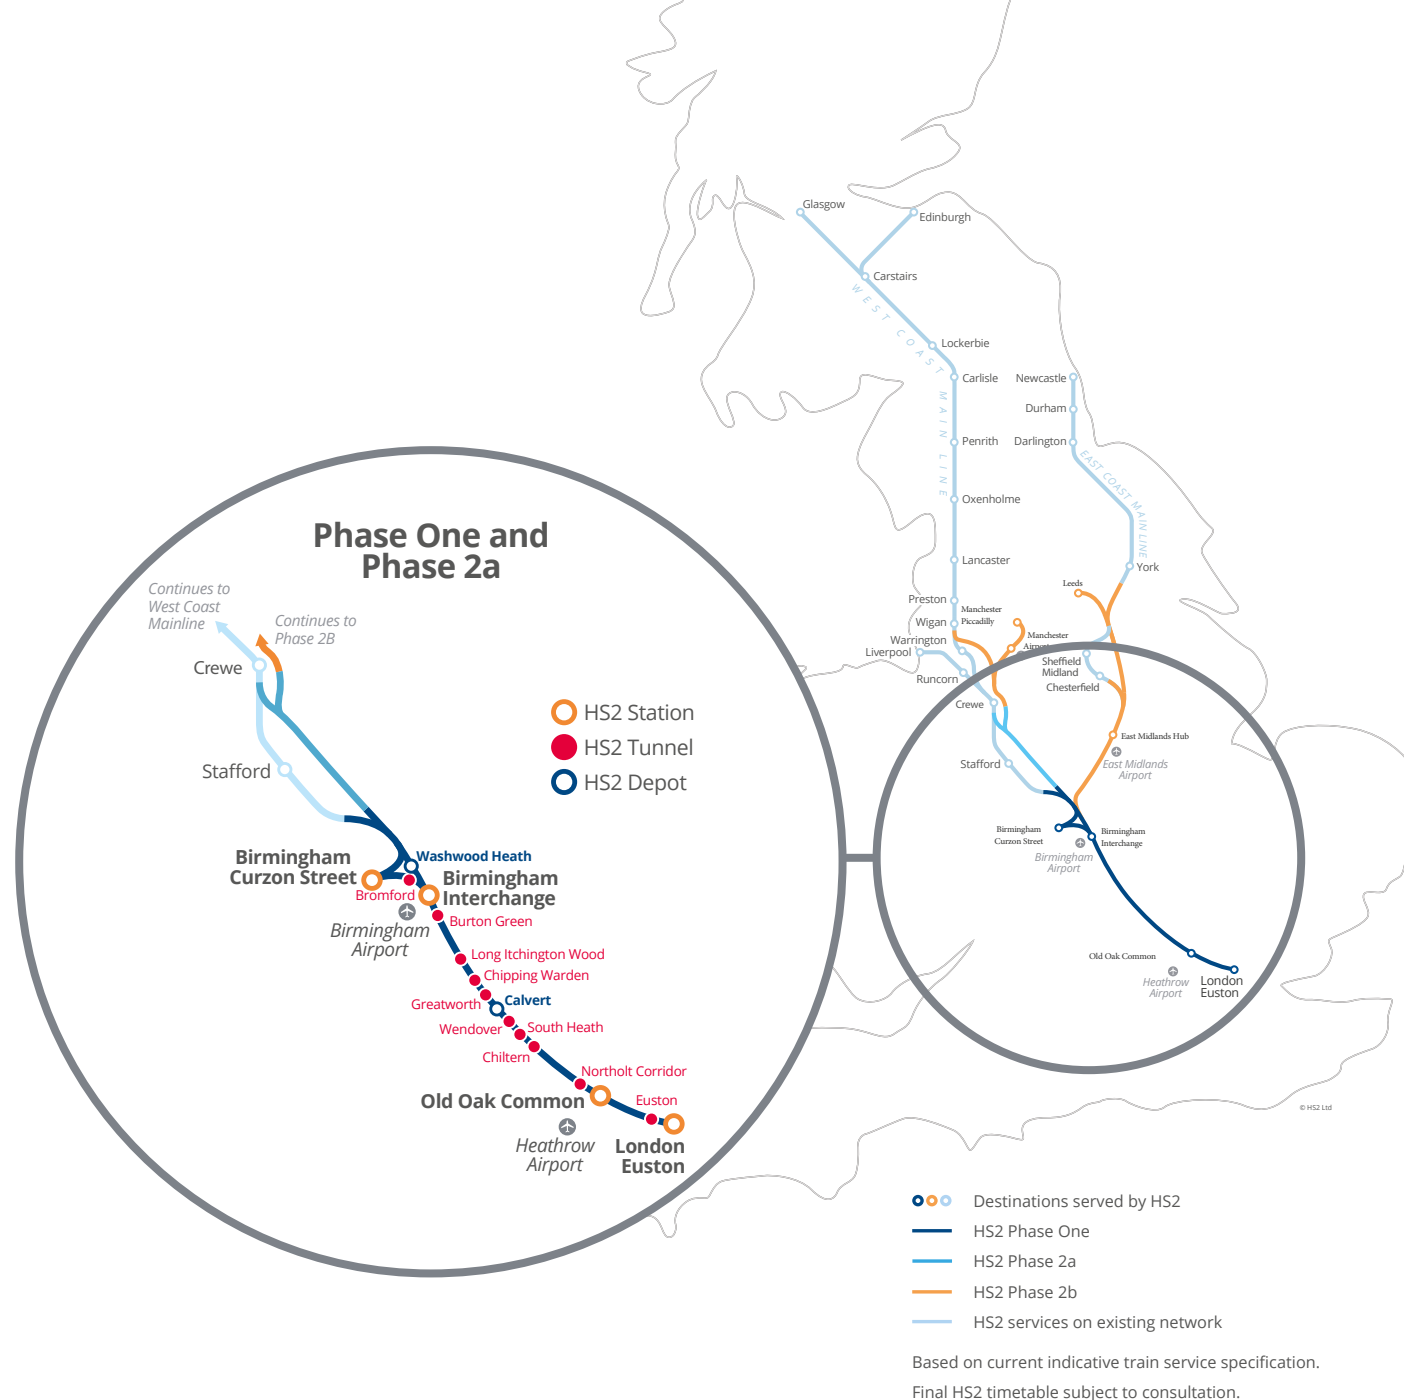 Glasgow
Edinburgh
Carstairs
WEST COAST MAIN LINE
Lockerbie
Carlisle
Newcastle
Durham
Penrith
Darlington
EAST COAST MAIN LINE
Oxenholme
Lancaster
York
Leeds
Preston
Manchester
Piccadilly
Wigan
Warrington
Manchester
Airport
Liverpool
Sheffield
Midland
Runcorn
Chesterfield
Crewe
East Midlands Hub
Stafford
East Midlands
Airport
Birmingham
Curzon Street
Birmingham
Interchange
Birmingham
Airport
Old Oak Common
Heathrow
Airport
London
Euston
© HS2 Ltd
Phase One and
Phase 2a
Continues to
West Coast
Mainline
Continues to
Phase 2B
Crewe
Stafford
HS2 Station
HS2 Tunnel
HS2 Depot
Birmingham
Curzon Street
Washwood Heath
Bromford
Birmingham
Interchange
Birmingham
Airport
Burton Green
Long Itchington Wood
Chipping Warden
Greatworth
Calvert
Wendover
South Heath
Chiltern
Northolt Corridor
Old Oak Common
Euston
Heathrow
Airport
London
Euston
Destinations served by HS2
HS2 Phase One
HS2 Phase 2a
HS2 Phase 2b
HS2 services on existing network
Based on current indicative train service specification.
Final HS2 timetable subject to consultation.